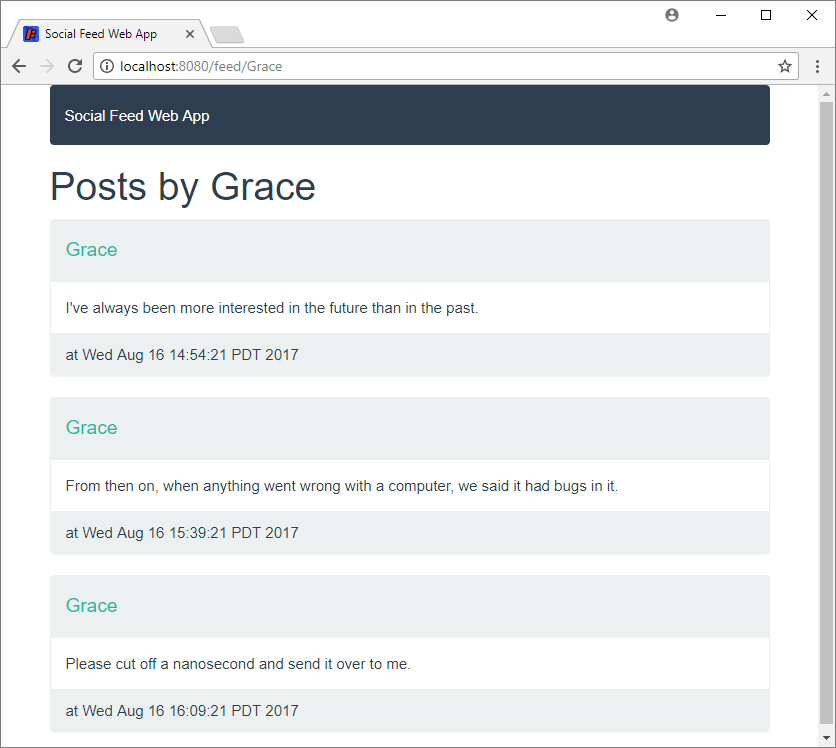 Social Feed Web App
localhost:8080/feed/Grace
Social Feed Web App
Posts by Grace
Grace
I've always been more interested in the future than in the past.
at Wed Aug 16 14:54:21 PDT 2017
Grace
From then on, when anything went wrong with a computer, we said it had bugs in it.
at Wed Aug 16 15:39:21 PDT 2017
Grace
Please cut off a nanosecond and send it over to me.
at Wed Aug 16 16:09:21 PDT 2017